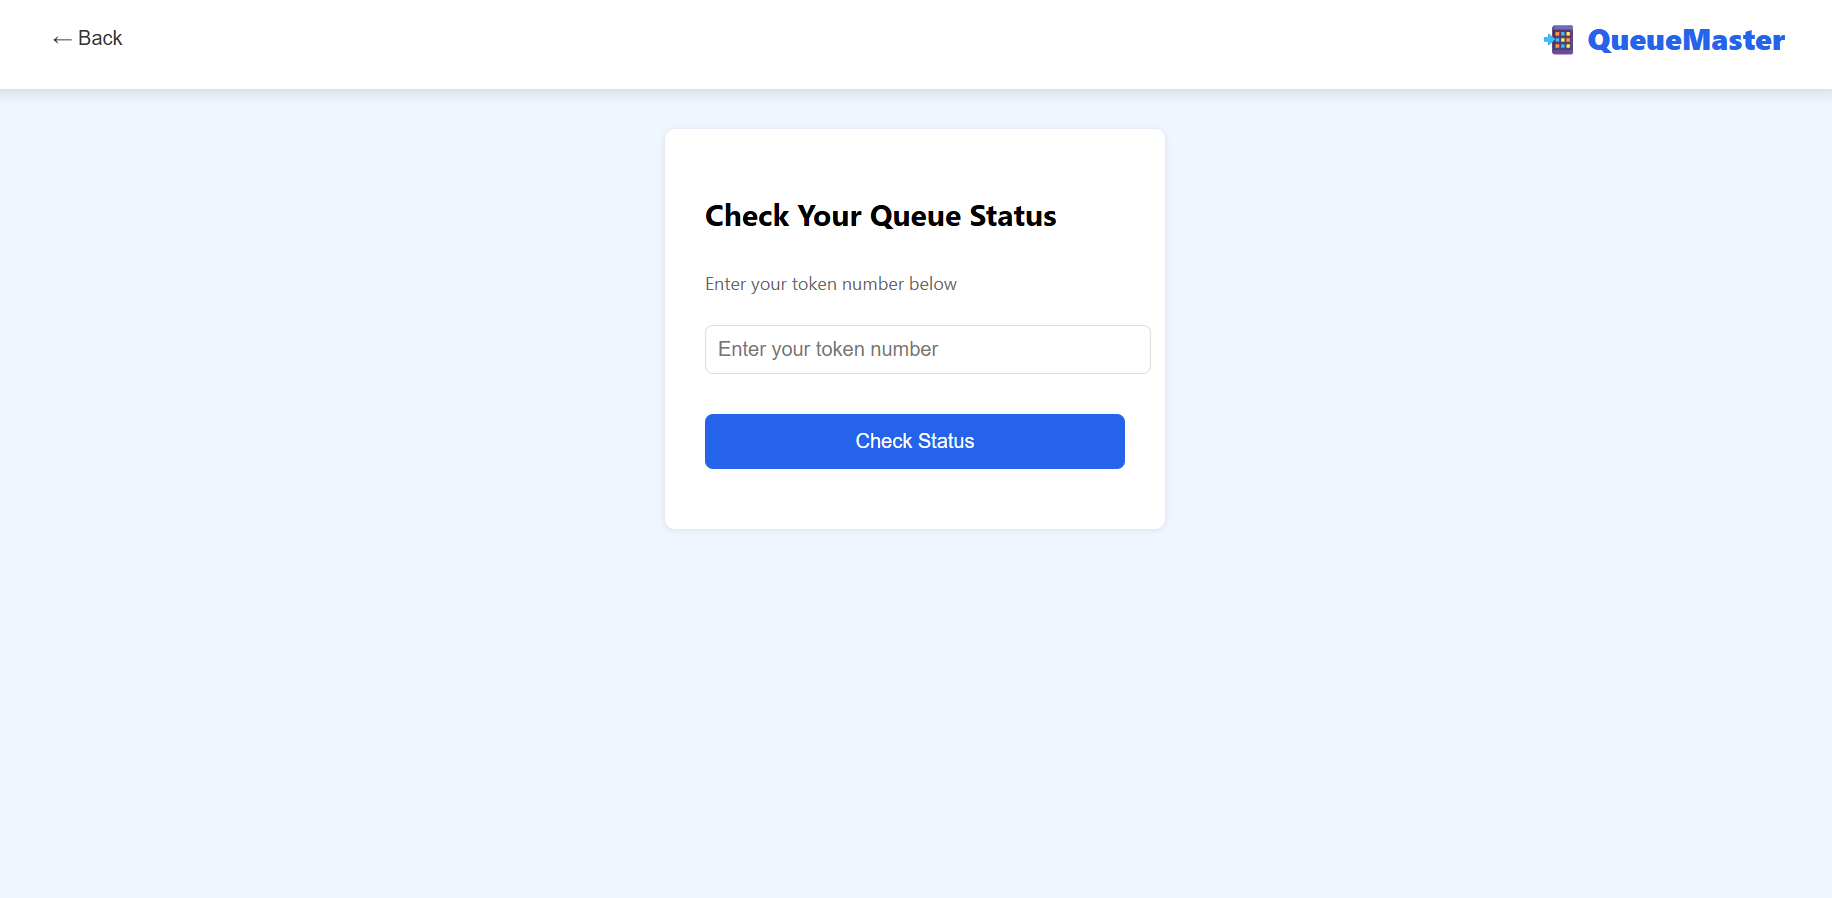 ← Back
QueueMaster
Check Your Queue Status
Enter your token number below
Enter your token number
Check Status